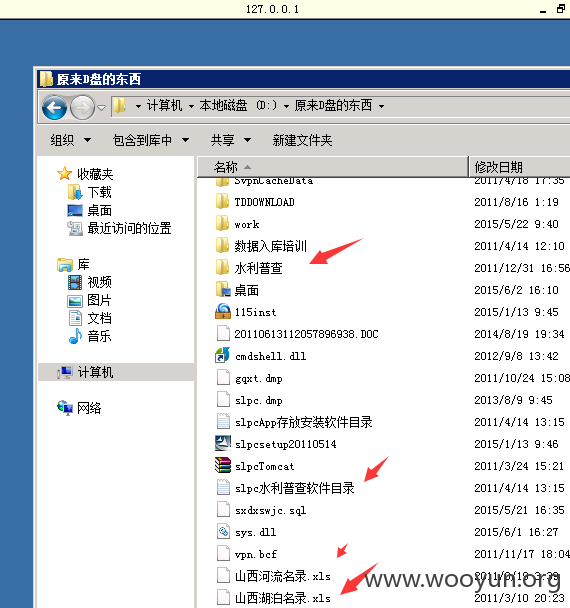 127.0.0.1
原来D盘的东西
计算机 本地磁盘 (D:) 原来D盘的东西
组织 包含到库中 共享 新建文件夹
名称 修改日期
收藏夹
下载
桌面
最近访问的位置
库
视频
图片
文档
音乐
计算机
网络
SvpnCacheData 2011/4/18 17:35
TDDOWNLOAD 2011/8/16 1:19
work 2015/5/22 9:40
数据入库培训 2011/4/14 12:10
水利普查 2011/12/31 16:56
桌面 2015/6/2 16:10
115inst 2015/1/13 9:45
20110613112057896938.DOC 2014/8/19 19:34
cmdshell.dll 2012/9/8 13:42
gqxt.dmp 2011/10/24 15:08
slpc.dmp 2013/8/9 9:45
slpcApp存放安装软件目录 2011/4/14 13:15
slpcsetup20110514 2015/1/13 9:46
slpcTomcat 2011/3/24 15:21
slpc水利普查软件目录 2011/4/14 13:15
sxdxswjc.sql 2015/5/21 16:35
sys.dll 2015/6/1 16:27
vpn.bcf 2011/11/17 18:04
山西河流名录.xls
山西湖泊名录.xls 2011/3/10 20:23
www.wooyun.org